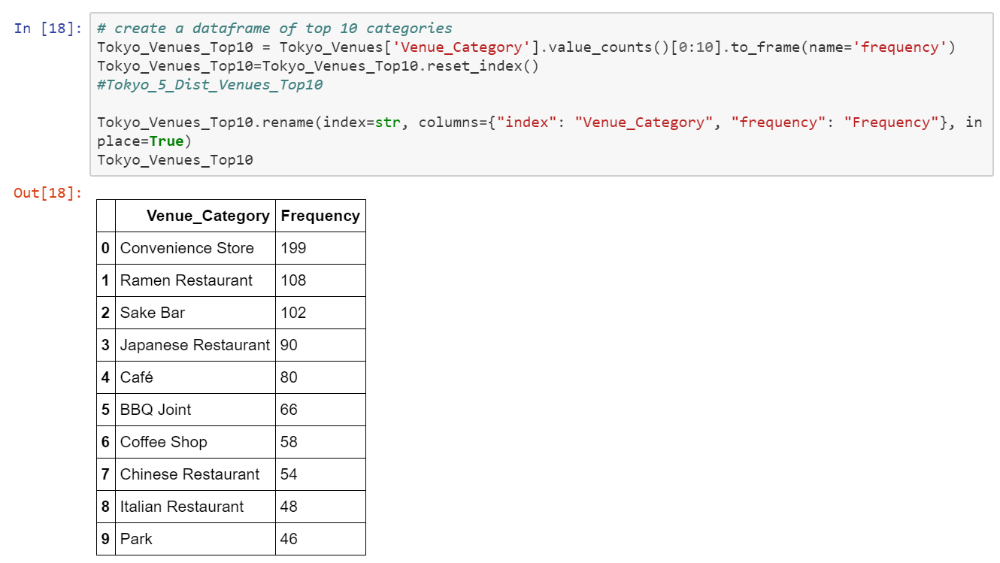 In [18]: # create a dataframe of top 10 categories
Tokyo_Venues_Top10 = Tokyo_Venues['Venue_Category'].value_counts()[0:10].to_frame(name='frequency')
Tokyo_Venues_Top10=Tokyo_Venues_Top10.reset_index()
#Tokyo_5_Dist_Venues_Top10
Tokyo_Venues_Top10.rename(index=str, columns={"index": "Venue_Category", "frequency": "Frequency"}, in
place=True)
Tokyo_Venues_Top10
Out[18]:
Venue_Category Frequency
0 Convenience Store 199
1 Ramen Restaurant 108
2 Sake Bar 102
3 Japanese Restaurant 90
4 Café 80
5 BBQ Joint 66
6 Coffee Shop 58
7 Chinese Restaurant 54
8 Italian Restaurant 48
9 Park 46